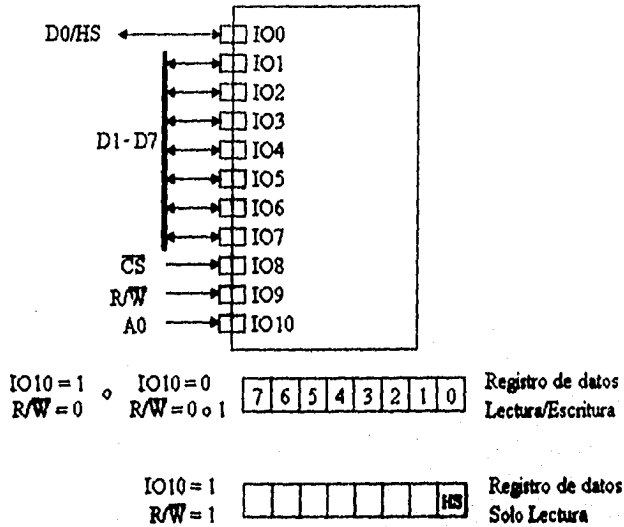 D0/HS IO0
IO1
IO2
IO3
D1-D7 IO4
IO5
IO6
IO7
CS IO8
R/W IO9
A0 IO10
IO10 = 1 o IO10 = 0 7 6 5 4 3 2 1 0 Registro de datos
R/W = 0 R/W = 0 o 1 Lectura/Escritura
IO10 = 1 HS Registro de datos
R/W = 1 Solo Lectura